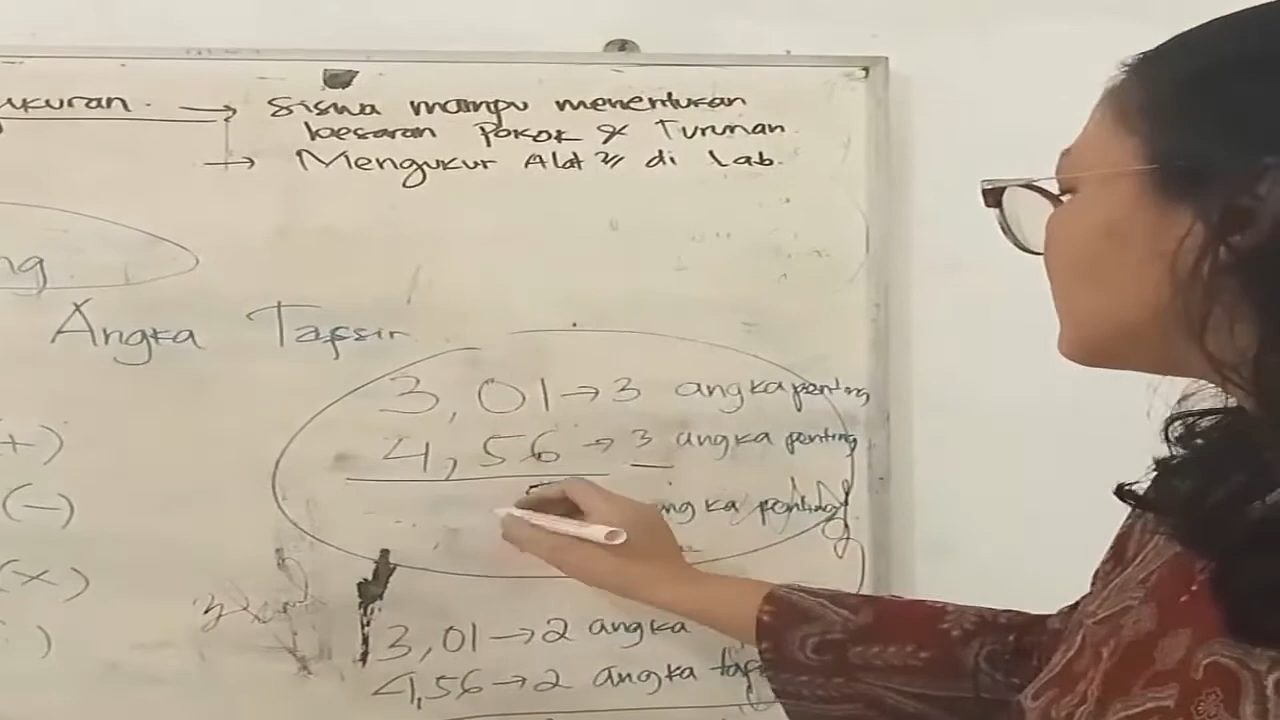 ukuran. → Siswa mampu menentukan
besaran Pokok & Turunan.
→ Mengukur Alat" di Lab.
ng
Angka Tafsir
3,01 → 3 angka penting
4,56 → 3 angka penting
angka penting
(+)
(-)
(x)
)
3,01 → 2 angka
4,56 → 2 angka